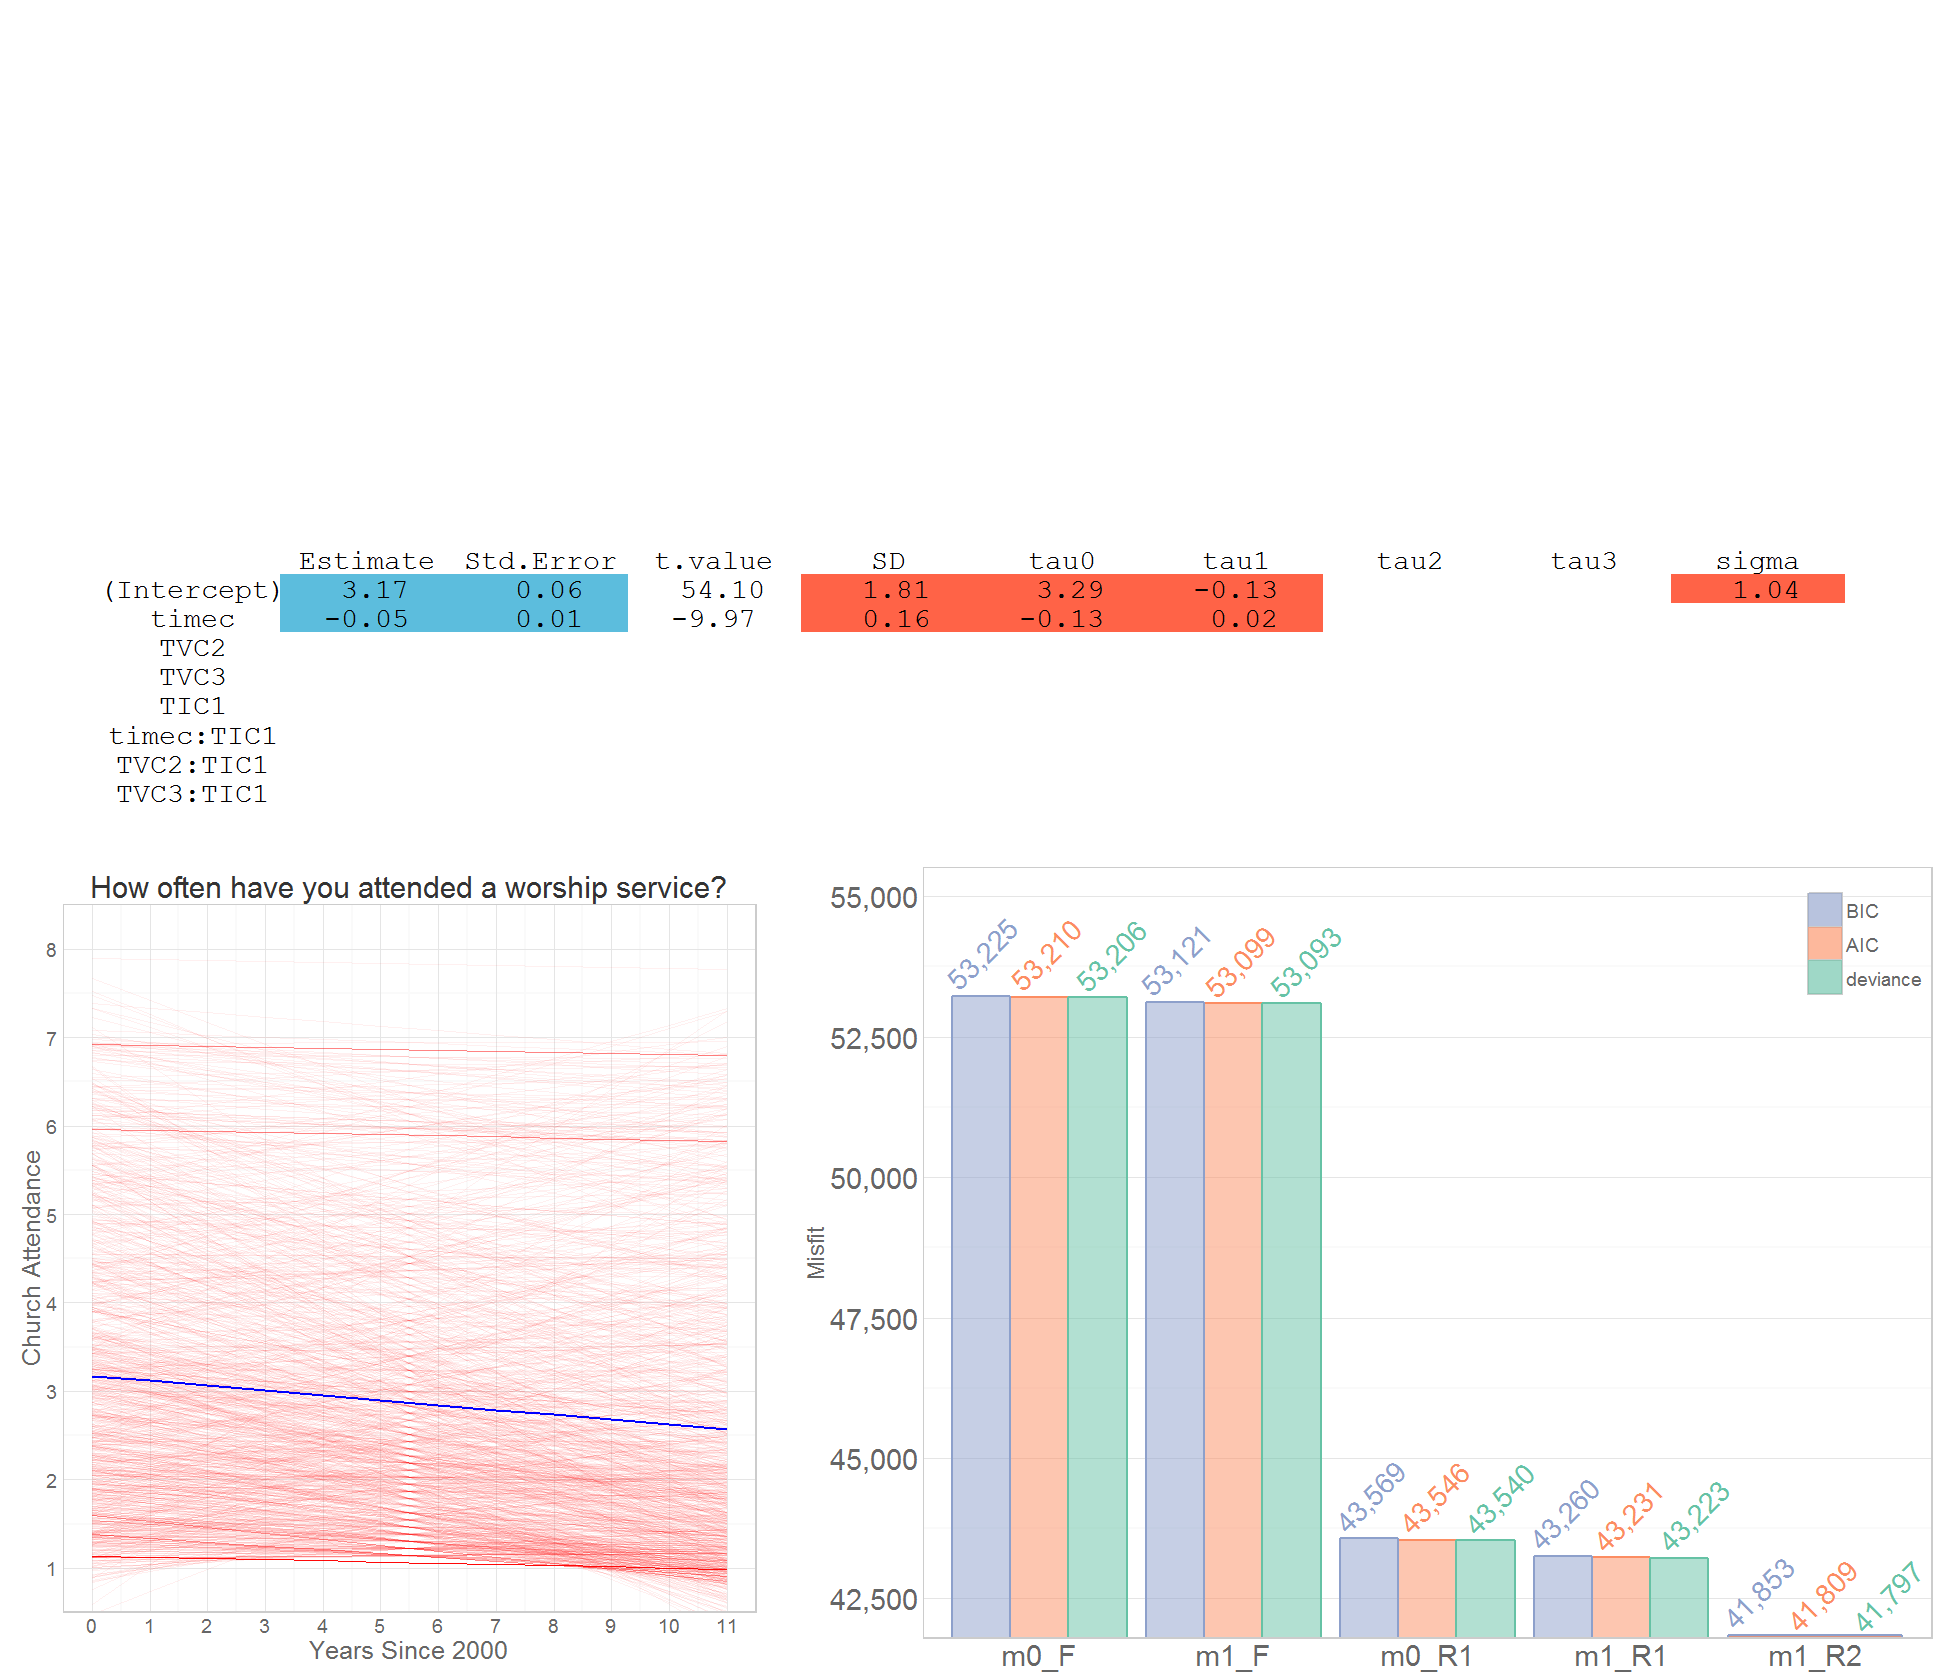 Estimate Std.Error t.value SD tau0 tau1 tau2 tau3 sigma
(Intercept) 3.17 0.06 54.10 1.81 3.29 -0.13 1.04
timec -0.05 0.01 -9.97 0.16 -0.13 0.02
TVC2
TVC3
TIC1
timec:TIC1
TVC2:TIC1
TVC3:TIC1
How often have you attended a worship service?
8
7
6
5
4
3
2
1
Church Attendance
0 1 2 3 4 5 6 7 8 9 10 11
Years Since 2000
55,000
52,500
50,000
47,500
45,000
42,500
Misfit
53,225 53,210 53,206 53,121 53,099 53,093
43,569 43,546 43,540 43,260 43,231 43,223
41,853 41,809 41,797
BIC
AIC
deviance
m0_F m1_F m0_R1 m1_R1 m1_R2